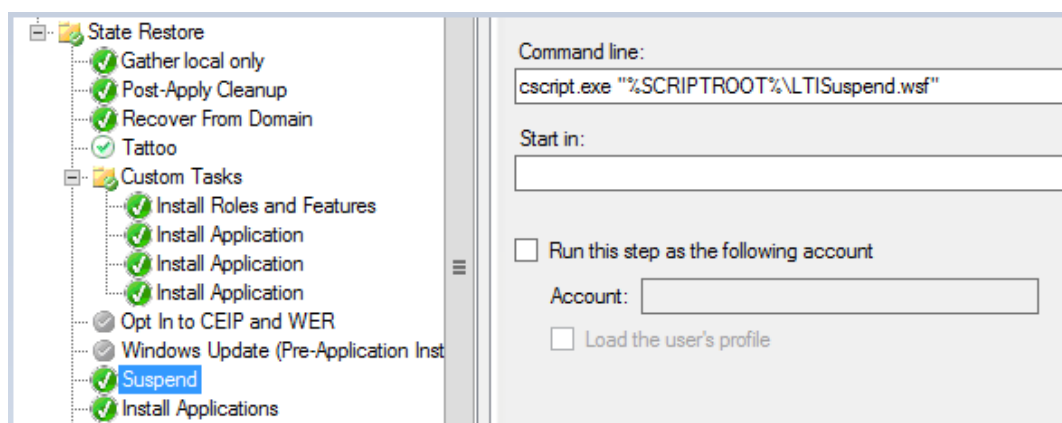 State Restore
Gather local only
Post-Apply Cleanup
Recover From Domain
Tattoo
Custom Tasks
Install Roles and Features
Install Application
Install Application
Install Application
Opt In to CEIP and WER
Windows Update (Pre-Application Inst
Suspend
Install Applications
Command line:
cscript.exe "%SCRIPTROOT%\LTISuspend.wsf"
Start in:
Run this step as the following account
Account:
Load the user's profile